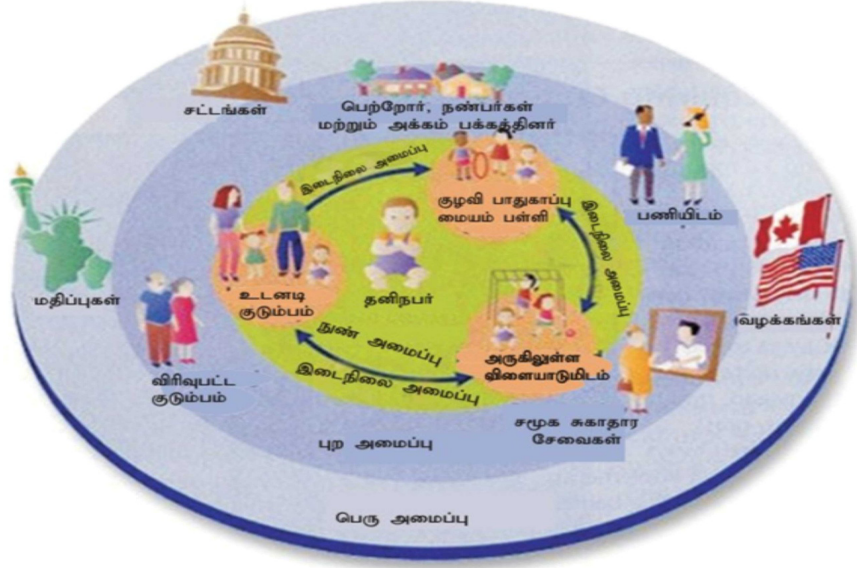 சட்டங்கள்
பெற்றோர், நண்பர்கள்
மற்றும் அக்கம் பக்கத்தினர்
இடைநிலை அமைப்பு
குழவி பாதுகாப்பு
மையம் பள்ளி
பணியிடம்
இடைநிலை அமைப்பு
மதிப்புகள்
உடனடி
குடும்பம்
தனிநபர்
வழக்கங்கள்
நுண் அமைப்பு
இடைநிலை அமைப்பு
அருகிலுள்ள
விளையாடுமிடம்
விரிவுபட்ட
குடும்பம்
சமூக சுகாதார
சேவைகள்
புற அமைப்பு
பெரு அமைப்பு